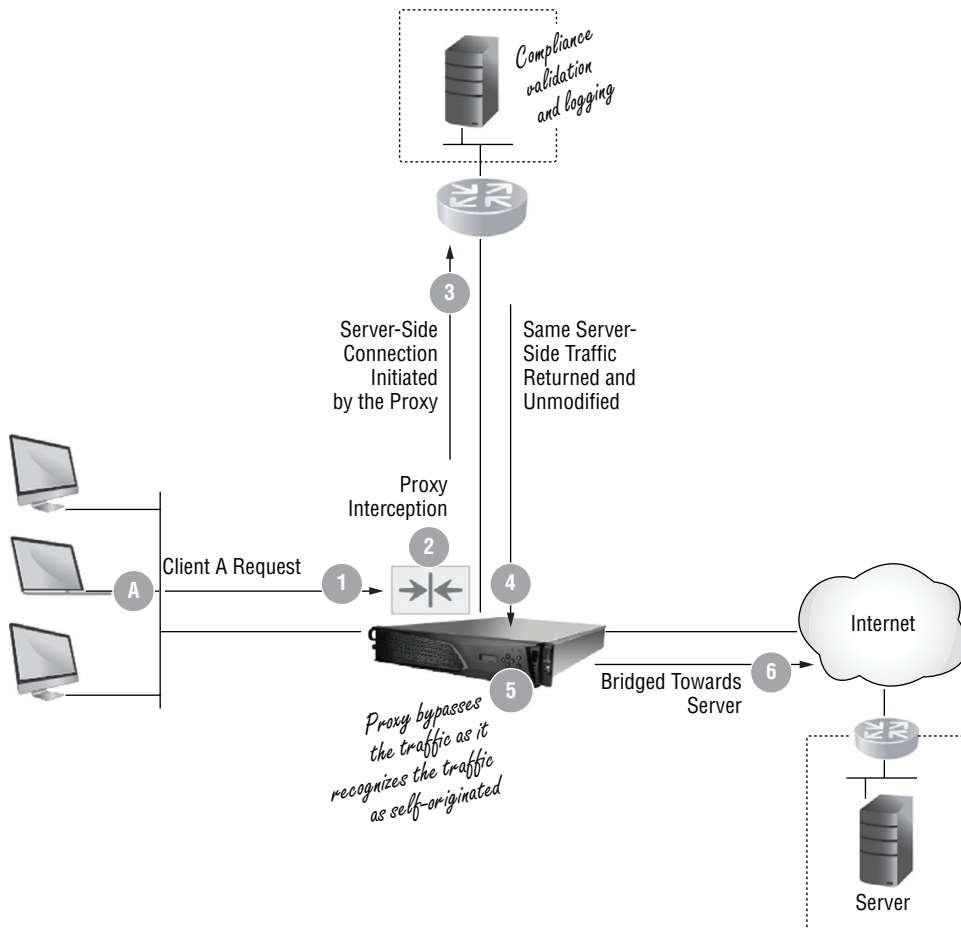 Compliance
validation
and logging
3
Server-Side
Connection
Initiated
by the Proxy
Same Server-
Side Traffic
Returned and
Unmodified
Proxy
Interception
2
Client A Request
A
1
4
Internet
5
6
Bridged Towards
Server
Proxy bypasses
the traffic as it
recognizes the traffic
as self-originated
Server